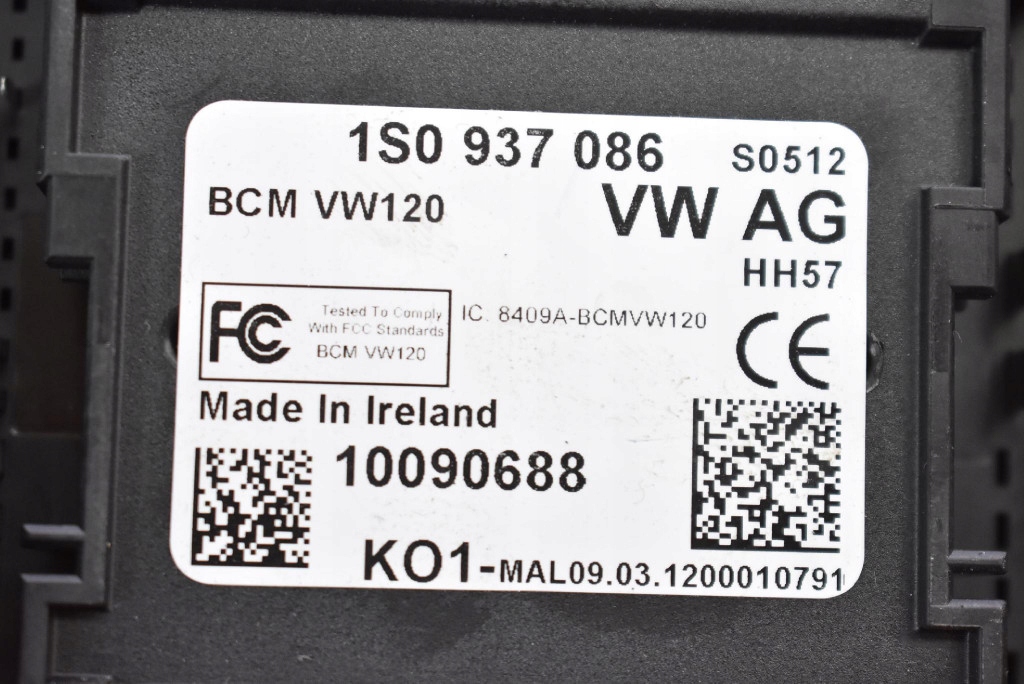 1S0 937 086 S0512
BCM VW120 VW AG
HH57
FC Tested To Comply
With FCC Standards
BCM VW120
IC. 8409A-BCMVW120
CE
Made In Ireland
10090688
KO1-MAL09.03.1200010791